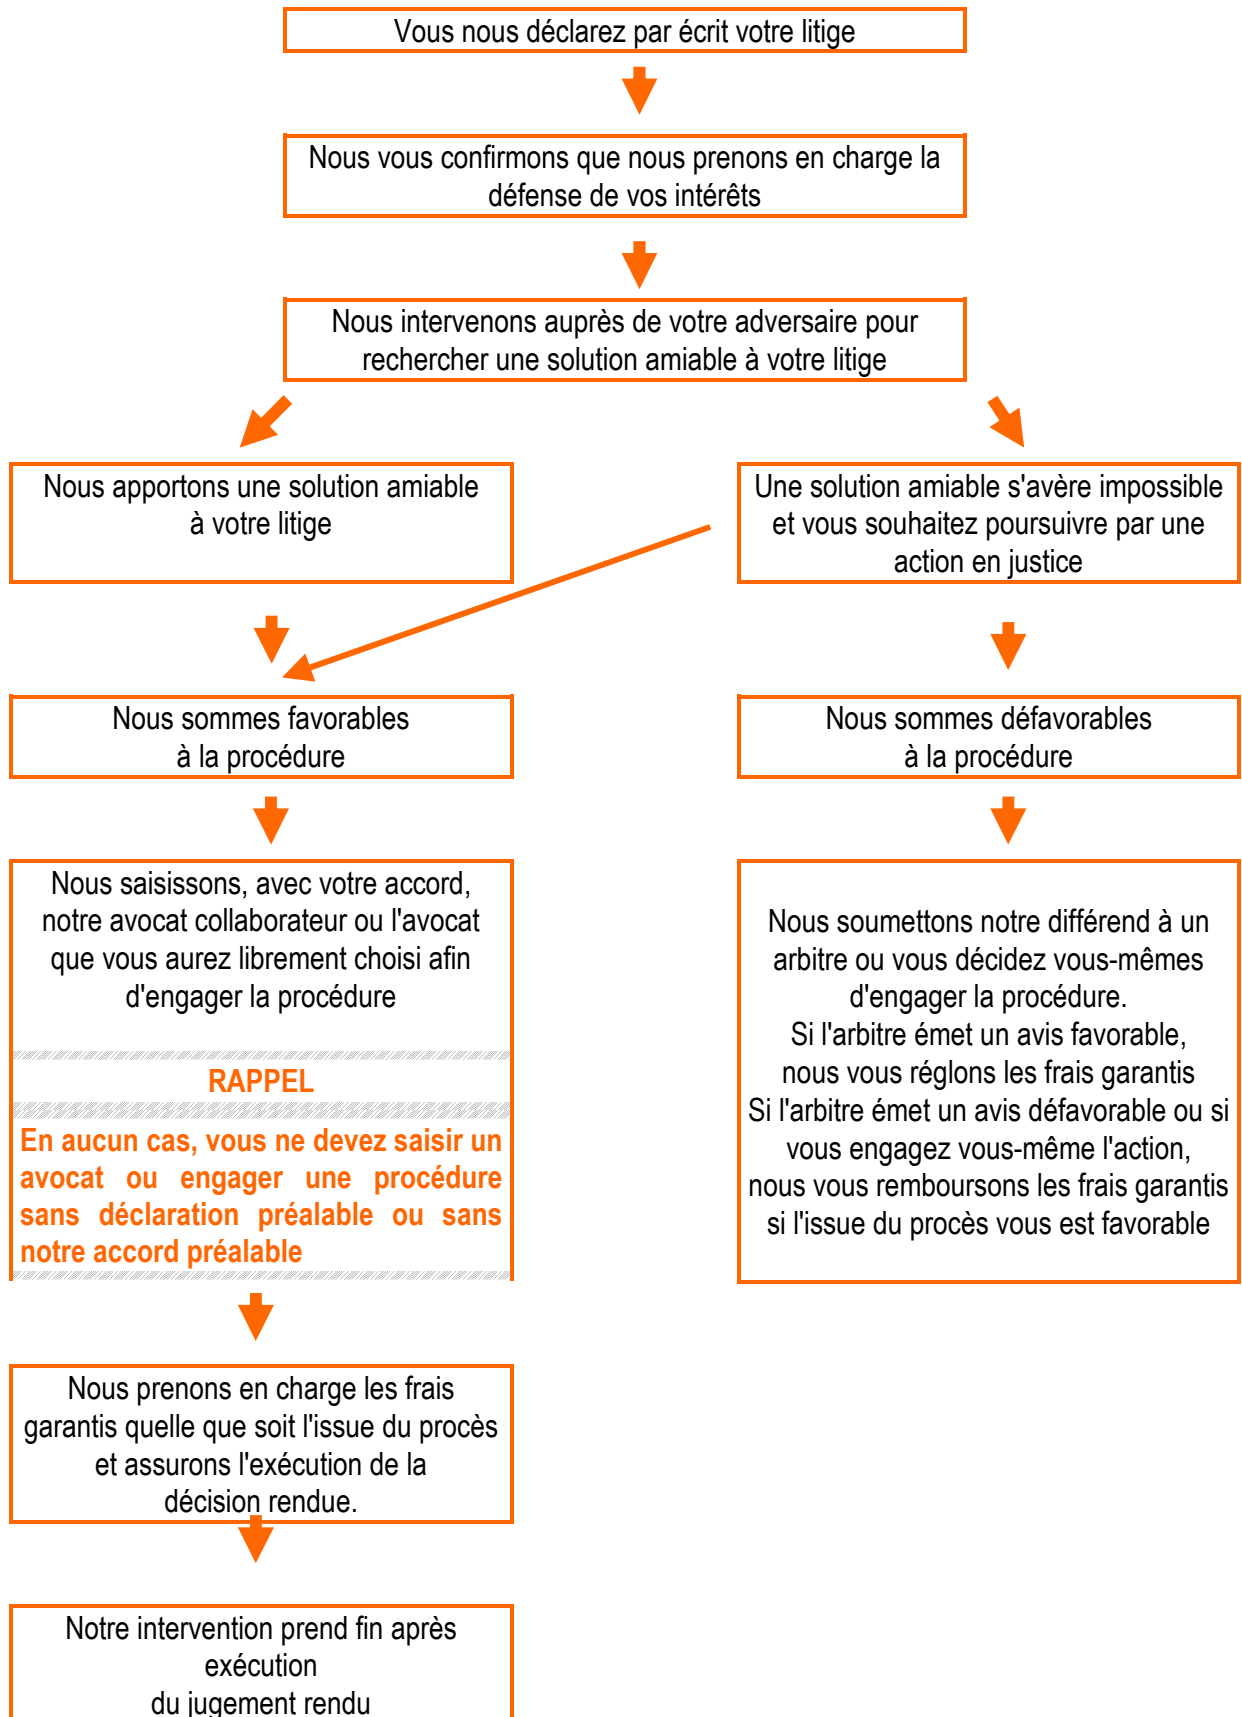 Vous nous déclarez par écrit votre litige
Nous vous confirmons que nous prenons en charge la
défense de vos intérêts
Nous intervenons auprès de votre adversaire pour
rechercher une solution amiable à votre litige
Nous apportons une solution amiable
à votre litige
Une solution amiable s'avère impossible
et vous souhaitez poursuivre par une
action en justice
Nous sommes favorables
à la procédure
Nous sommes défavorables
à la procédure
Nous saisissons, avec votre accord,
notre avocat collaborateur ou l'avocat
que vous aurez librement choisi afin
d'engager la procédure
RAPPEL
En aucun cas, vous ne devez saisir un
avocat ou engager une procédure
sans déclaration préalable ou sans
notre accord préalable
Nous soumettons notre différend à un
arbitre ou vous décidez vous-mêmes
d'engager la procédure.
Si l'arbitre émet un avis favorable,
nous vous réglons les frais garantis
Si l'arbitre émet un avis défavorable ou si
vous engagez vous-même l'action,
nous vous remboursons les frais garantis
si l'issue du procès vous est favorable
Nous prenons en charge les frais
garantis quelle que soit l'issue du procès
et assurons l'exécution de la
décision rendue.
Notre intervention prend fin après
exécution
du jugement rendu